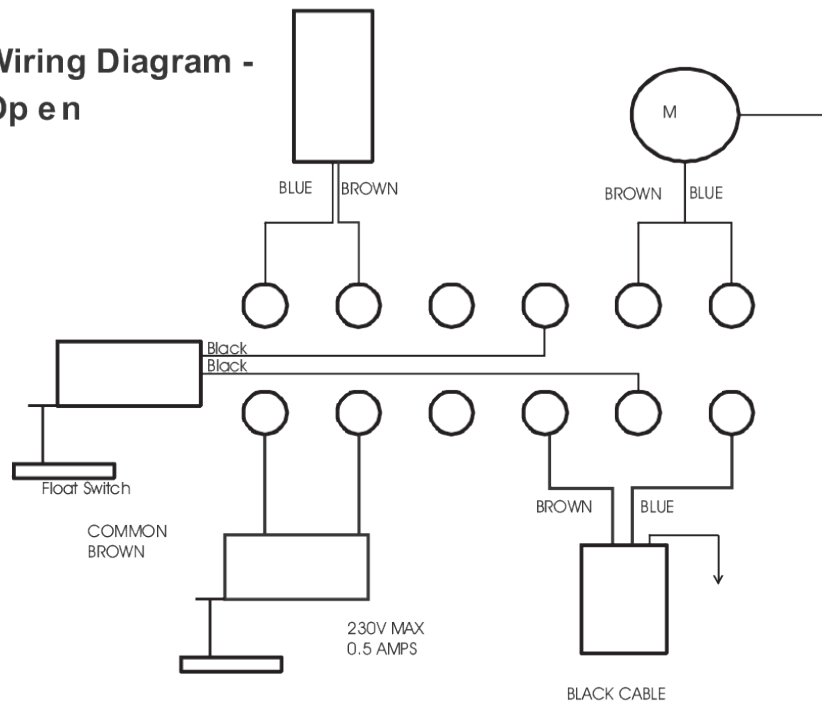 Wiring Diagram -
Open
M
BLUE
BROWN
BROWN
BLUE
Black
Black
Float Switch
COMMON
BROWN
BROWN
BLUE
230V MAX
0.5 AMPS
BLACK CABLE